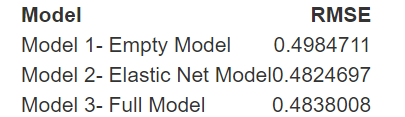 Model RMSE
Model 1- Empty Model 0.4984711
Model 2- Elastic Net Model0.4824697
Model 3- Full Model 0.4838008